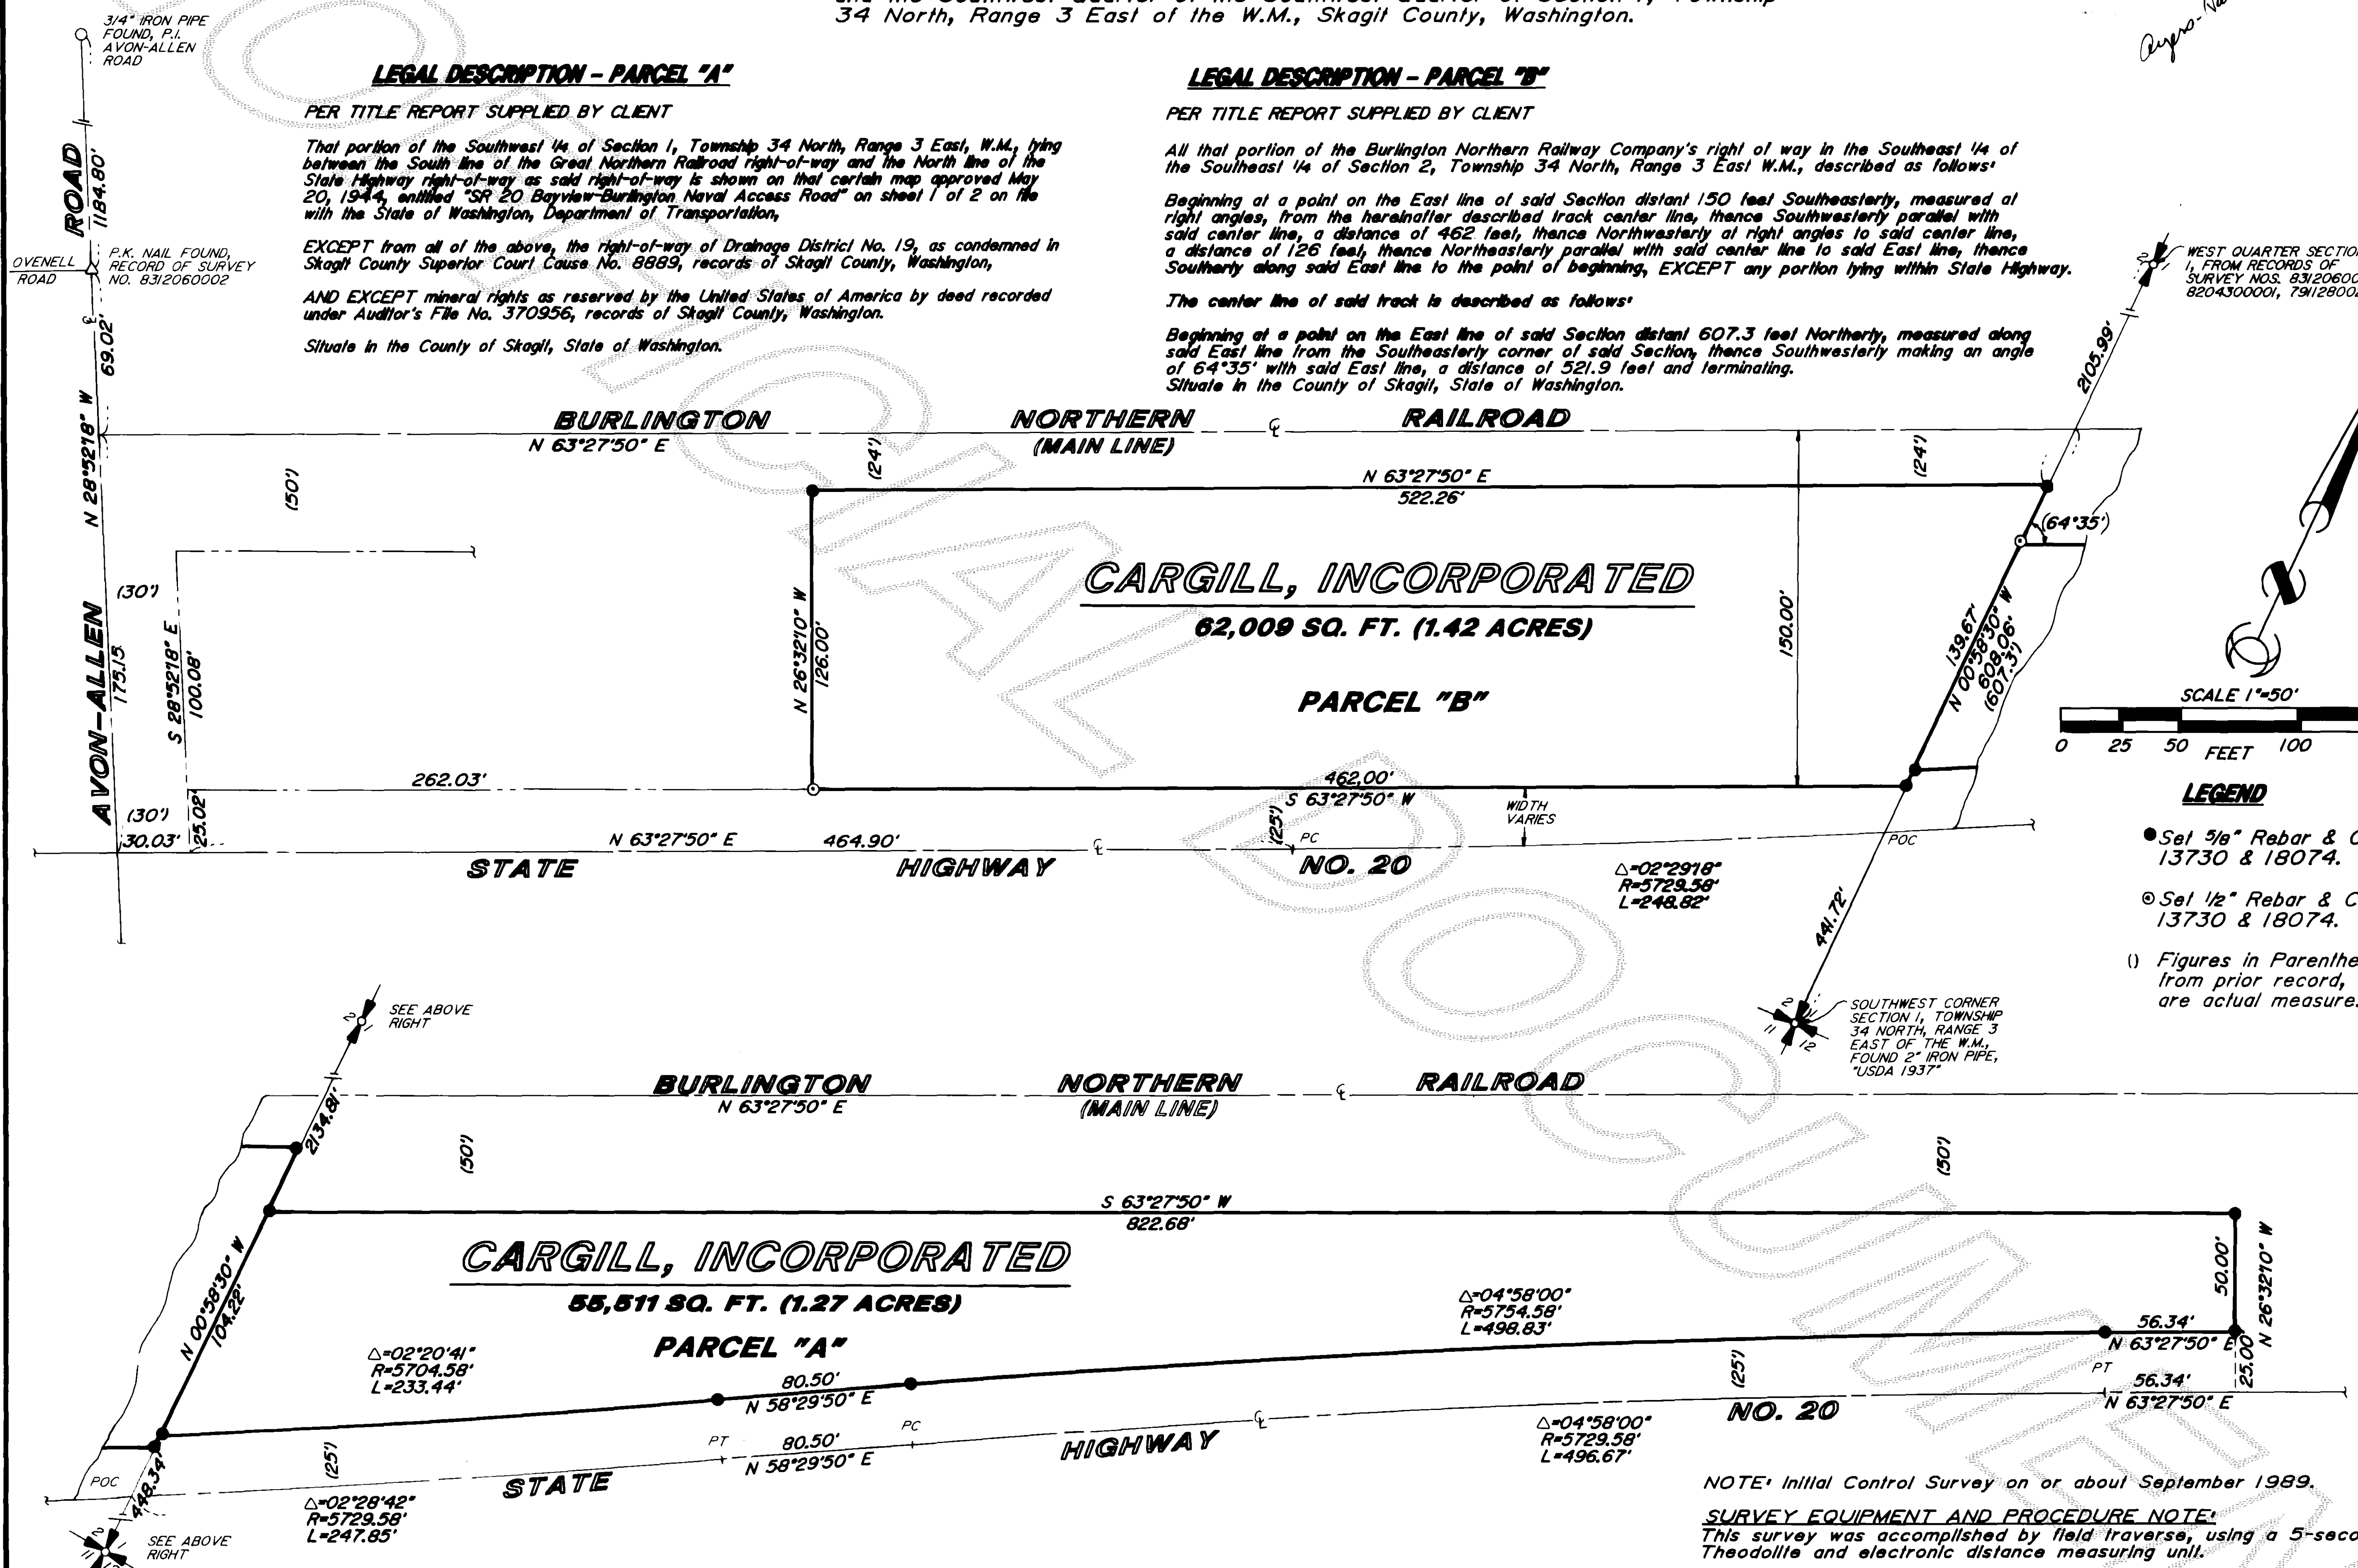 34 North, Range 3 East of the W.M., Skagit County, Washington.
3/4" IRON PIPE
FOUND, P.I.
AVON-ALLEN
ROAD
LEGAL DESCRIPTION - PARCEL "A"
PER TITLE REPORT SUPPLIED BY CLIENT
That portion of the Southwest 1/4 of Section 1, Township 34 North, Range 3 East, W.M., lying
between the South line of the Great Northern Railroad right-of-way and the North line of the
State Highway right-of-way as said right-of-way is shown on that certain map approved May
20, 1944, entitled "SR 20 Bayview-Burlington Naval Access Road" on sheet 1 of 2 on file
with the State of Washington, Department of Transportation,
EXCEPT from all of the above, the right-of-way of Drainage District No. 19, as condemned in
Skagit County Superior Court Cause No. 8889, records of Skagit County, Washington,
AND EXCEPT mineral rights as reserved by the United States of America by deed recorded
under Auditor's File No. 370956, records of Skagit County, Washington.
Situate in the County of Skagit, State of Washington.
LEGAL DESCRIPTION - PARCEL "B"
PER TITLE REPORT SUPPLIED BY CLIENT
All that portion of the Burlington Northern Railway Company's right of way in the Southeast 1/4 of
the Southeast 1/4 of Section 2, Township 34 North, Range 3 East W.M., described as follows:
Beginning at a point on the East line of said Section distant 150 feet Southeasterly, measured at
right angles, from the hereinafter described track center line, thence Southwesterly parallel with
said center line, a distance of 462 feet, thence Northwesterly at right angles to said center line,
a distance of 126 feet, thence Northeasterly parallel with said center line to said East line, thence
Southerly along said East line to the point of beginning, EXCEPT any portion lying within State Highway.
The center line of said track is described as follows:
Beginning at a point on the East line of said Section distant 607.3 feet Northerly, measured along
said East line from the Southeasterly corner of said Section, thence Southwesterly making an angle
of 64°35' with said East line, a distance of 521.9 feet and terminating.
Situate in the County of Skagit, State of Washington.
AVON-ALLEN ROAD
1184.80'
OVENELL
ROAD
P.K. NAIL FOUND,
RECORD OF SURVEY
NO. 8312060002
69.02'
N 28°52'18" W
175.15
(30')
S 28°52'18" E
100.08'
(50')
(30')
30.03'
25.02'
262.03'
WEST QUARTER SECTION
1, FROM RECORDS OF
SURVEY NOS.
2105.99'
BURLINGTON NORTHERN RAILROAD
N 63°27'50" E
(MAIN LINE)
(24')
(24')
N 63°27'50" E
522.26'
(64°35')
CARGILL, INCORPORATED
62,009 SQ. FT. (1.42 ACRES)
PARCEL "B"
N 26°32'10" W
126.00'
150.00'
139.67'
N 00°58'30" W
608.06'
(607.3')
462.00'
S 63°27'50" W
WIDTH
VARIES
(25')
PC
POC
N 63°27'50" E
464.90'
STATE HIGHWAY NO. 20
△=02°29'18"
R=5729.58'
L=248.82'
441.72'
SCALE 1"=50'
0 25 50 100
FEET
LEGEND
Set 5/8" Rebar &
13730 & 18074.
Set 1/2" Rebar &
13730 & 18074.
() Figures in
from prior record,
are actual measure.
2 1
11 12
SOUTHWEST CORNER
SECTION 1, TOWNSHIP
34 NORTH, RANGE 3
EAST OF THE W.M.,
FOUND 2" IRON PIPE,
"USDA 1937"
SEE ABOVE
RIGHT
2134.81'
BURLINGTON NORTHERN RAILROAD
N 63°27'50" E
(MAIN LINE)
(50')
(50')
S 63°27'50" W
822.68'
CARGILL, INCORPORATED
55,511 SQ. FT. (1.27 ACRES)
PARCEL "A"
N 00°58'30" W
104.22'
△=02°20'41"
R=5704.58'
L=233.44'
80.50'
N 58°29'50" E
△=04°58'00"
R=5754.58'
L=498.83'
50.00'
N 26°32'10" W
56.34'
N 63°27'50" E
25.00'
PT
56.34'
N 63°27'50" E
(25')
PT
80.50'
N 58°29'50" E
PC
(25')
POC
448.34'
STATE HIGHWAY NO. 20
△=04°58'00"
R=5729.58'
L=496.67'
△=02°28'42"
R=5729.58'
L=247.85'
SEE ABOVE
RIGHT
NOTE: Initial Control Survey on or about September 1989.
SURVEY EQUIPMENT AND PROCEDURE NOTE:
This survey was accomplished by field traverse, using a
Theodolite and electronic distance measuring unit.